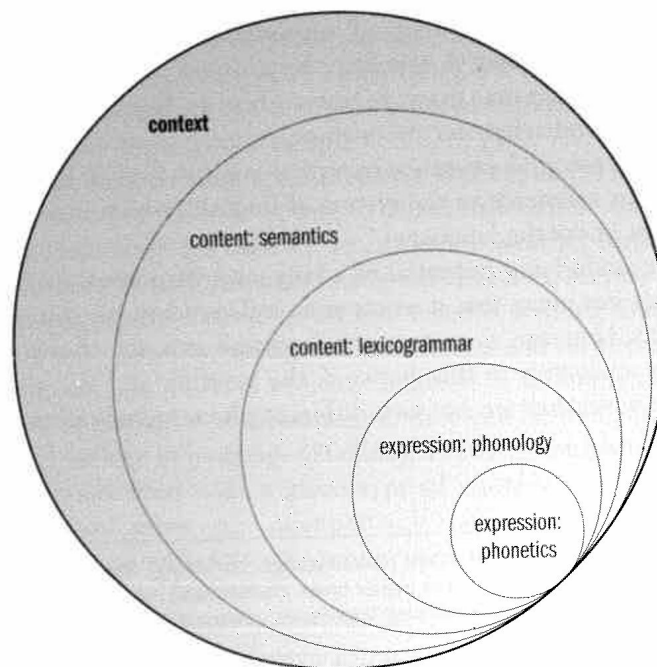 context
content: semantics
content: lexicogrammar
expression: phonology
expression:
phonetics